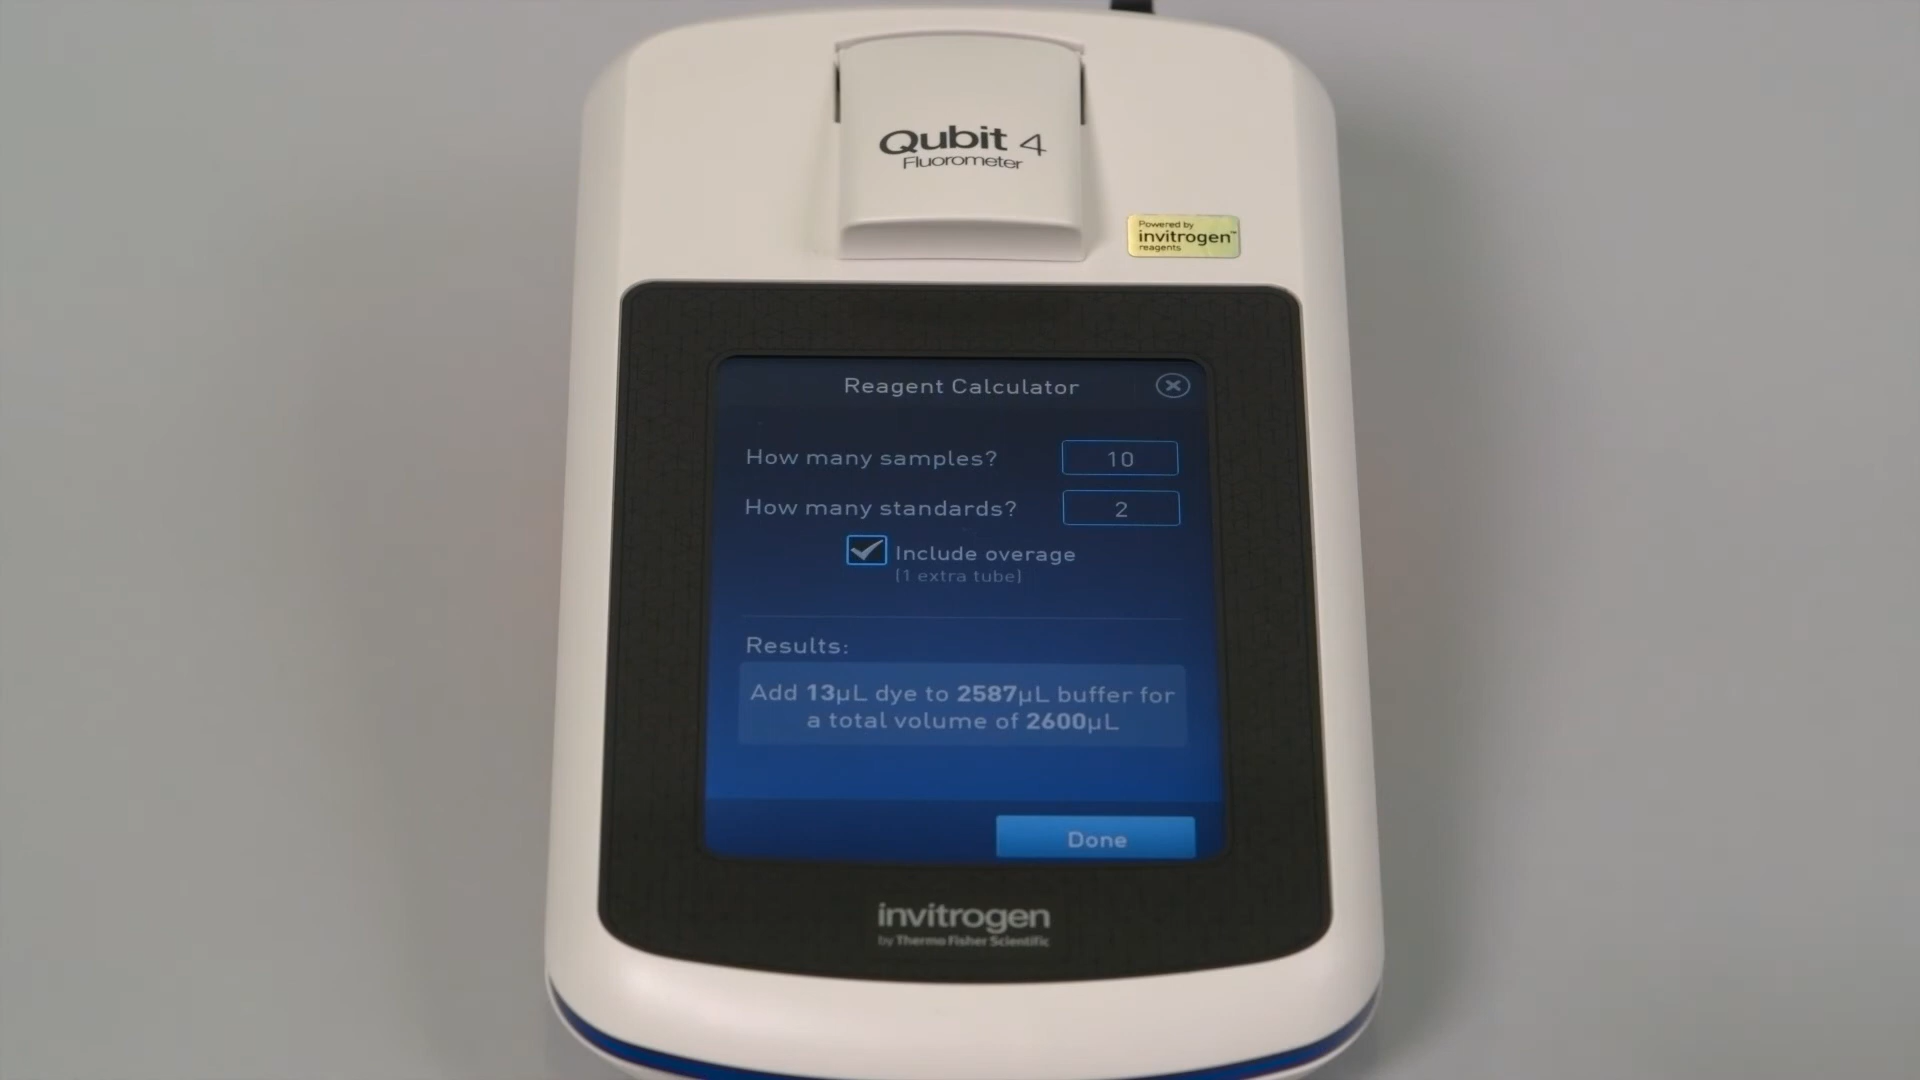 Qubit 4
Fluorometer
Powered by
invitrogen™
reagents
Reagent Calculator
How many samples? 10
How many standards? 2
Include overage
(1 extra tube)
Results:
Add 13µL dye to 2587µL buffer for
a total volume of 2600µL
Done
invitrogen
by Thermo Fisher Scientific